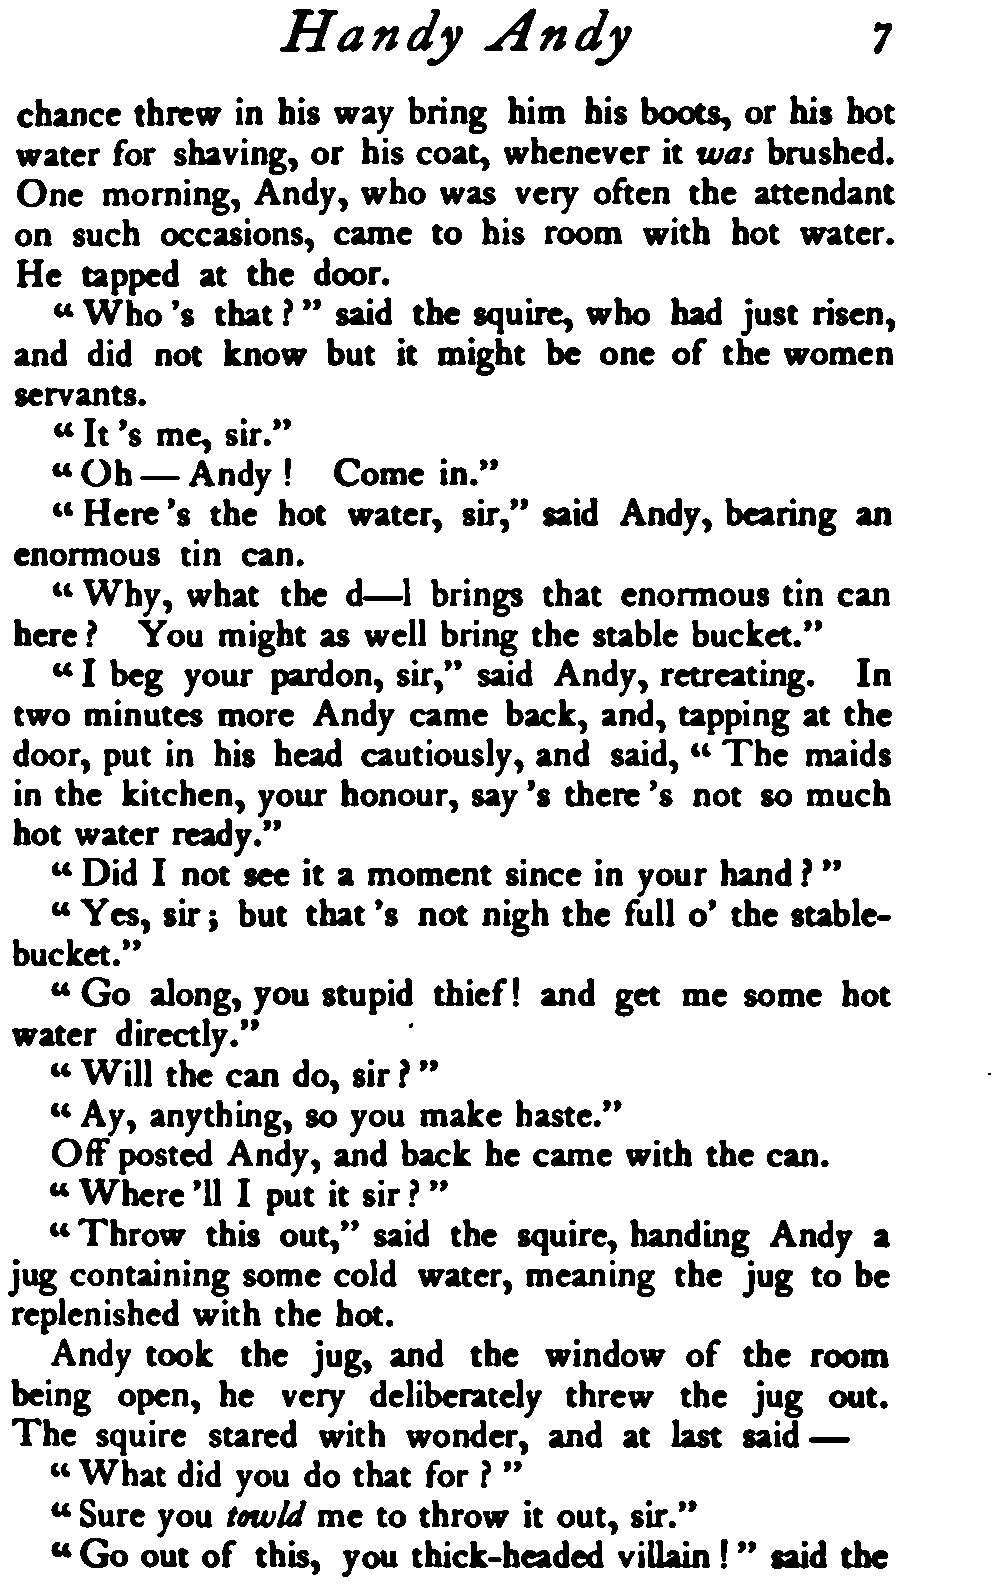 Handy Andy 7
chance threw in his way bring him his boots, or his hot
water for shaving, or his coat, whenever it was brushed.
One morning, Andy, who was very often the attendant
on such occasions, came to his room with hot water.
He tapped at the door.
“Who's that?” said the squire, who had just risen,
and did not know but it might be one of the women
servants.
“It's me, sir.”
“Oh — Andy! Come in.”
“Here's the hot water, sir,” said Andy, bearing an
enormous tin can.
“Why, what the d—l brings that enormous tin can
here? You might as well bring the stable bucket.”
“I beg your pardon, sir,” said Andy, retreating. In
two minutes more Andy came back, and, tapping at the
door, put in his head cautiously, and said, “The maids
in the kitchen, your honour, say's there's not so much
hot water ready.”
“Did I not see it a moment since in your hand?”
“Yes, sir; but that's not nigh the full o' the stable-
bucket.”
“Go along, you stupid thief! and get me some hot
water directly.”
“Will the can do, sir?”
“Ay, anything, so you make haste.”
Off posted Andy, and back he came with the can.
“Where'll I put it sir?”
“Throw this out,” said the squire, handing Andy a
jug containing some cold water, meaning the jug to be
replenished with the hot.
Andy took the jug, and the window of the room
being open, he very deliberately threw the jug out.
The squire stared with wonder, and at last said —
“What did you do that for?”
“Sure you towld me to throw it out, sir.”
“Go out of this, you thick-headed villain!” said the